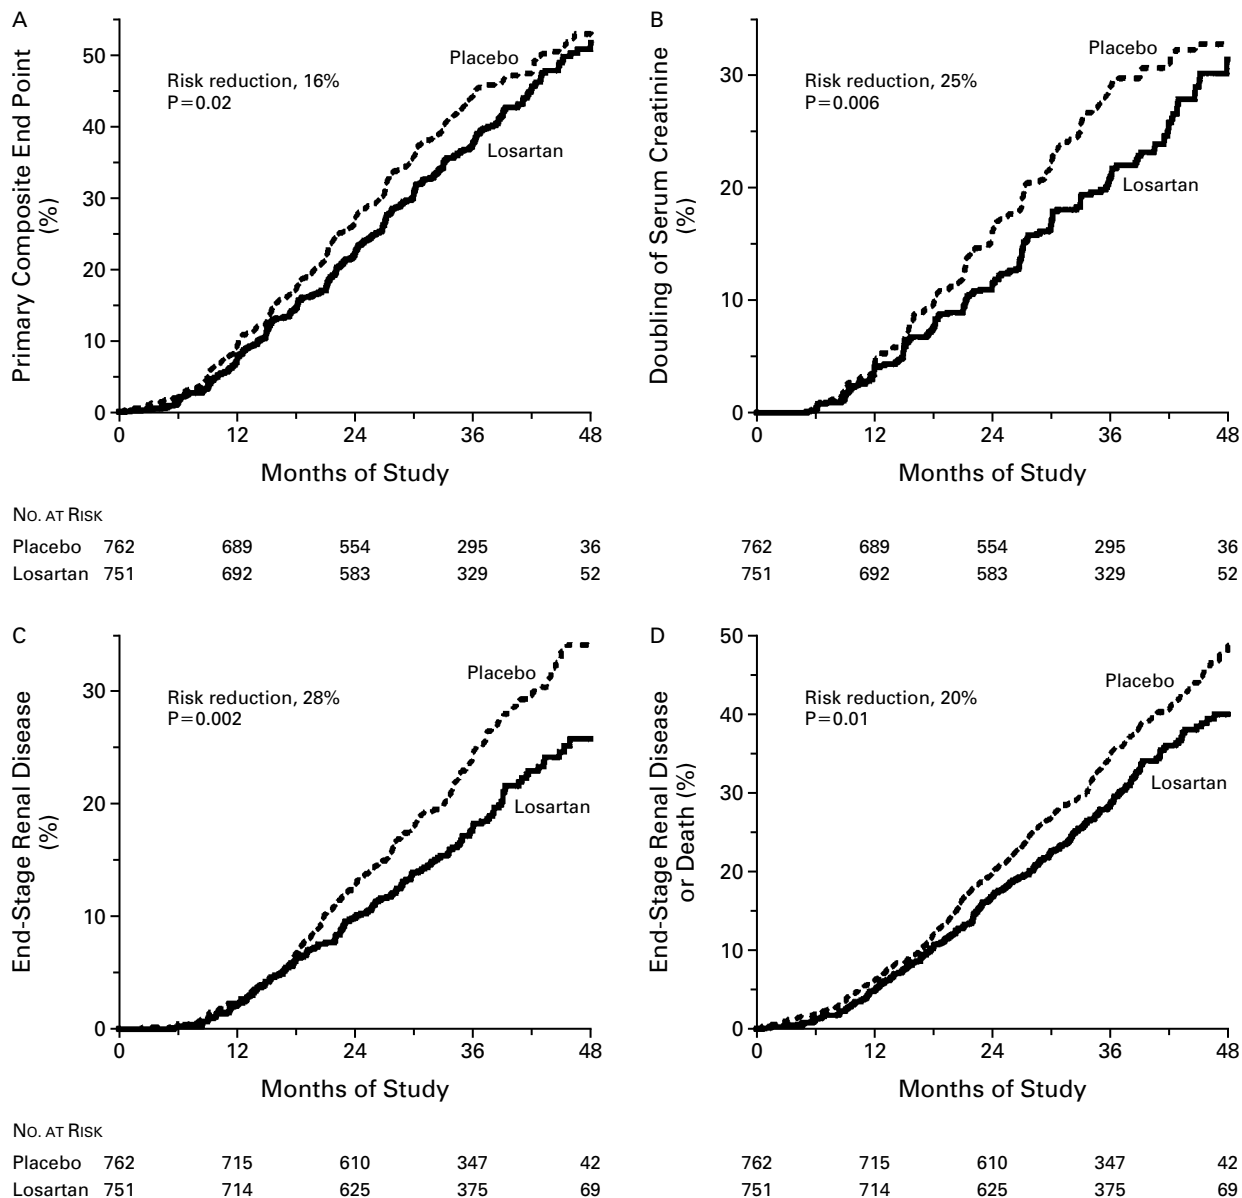 A
Primary Composite End Point
(%)
50
40
30
20
10
0
Risk reduction, 16%
P=0.02
Placebo
Losartan
0 12 24 36 48
Months of Study
B
Doubling of Serum Creatinine
(%)
30
20
10
0
Risk reduction, 25%
P=0.006
Placebo
Losartan
0 12 24 36 48
Months of Study
NO. AT RISK
Placebo 762 689 554 295 36 762 689 554 295 36
Losartan 751 692 583 329 52 751 692 583 329 52
C
End-Stage Renal Disease
(%)
30
20
10
0
Risk reduction, 28%
P=0.002
Placebo
Losartan
0 12 24 36 48
Months of Study
D
End-Stage Renal Disease
or Death (%)
50
40
30
20
10
0
Risk reduction, 20%
P=0.01
Placebo
Losartan
0 12 24 36 48
Months of Study
NO. AT RISK
Placebo 762 715 610 347 42 762 715 610 347 42
Losartan 751 714 625 375 69 751 714 625 375 69